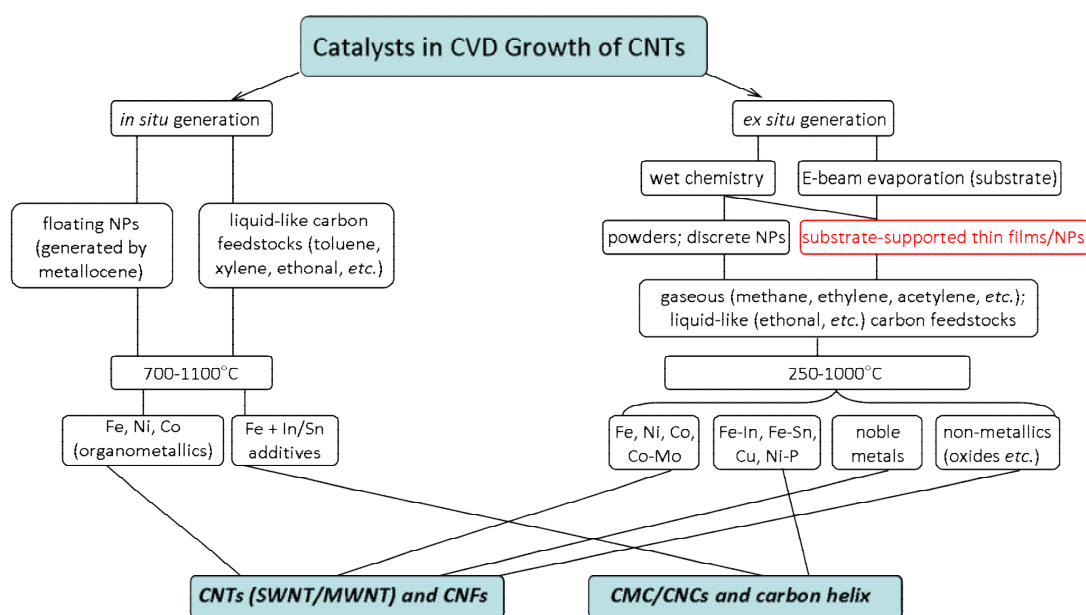 Catalysts in CVD Growth of CNTs
in situ generation
ex situ generation
wet chemistry
E-beam evaporation (substrate)
floating NPs
(generated by
metallocene)
liquid-like carbon
feedstocks (toluene,
xylene, ethonal, etc.)
powders; discrete NPs
substrate-supported thin films/NPs
gaseous (methane, ethylene, acetylene, etc.);
liquid-like (ethonal, etc.) carbon feedstocks
700-1100°C
250-1000°C
Fe, Ni, Co
(organometallics)
Fe + In/Sn
additives
Fe, Ni, Co,
Co-Mo
Fe-In, Fe-Sn,
Cu, Ni-P
noble
metals
non-metallics
(oxides etc.)
CNTs (SWNT/MWNT) and CNFs
CMC/CNCs and carbon helix